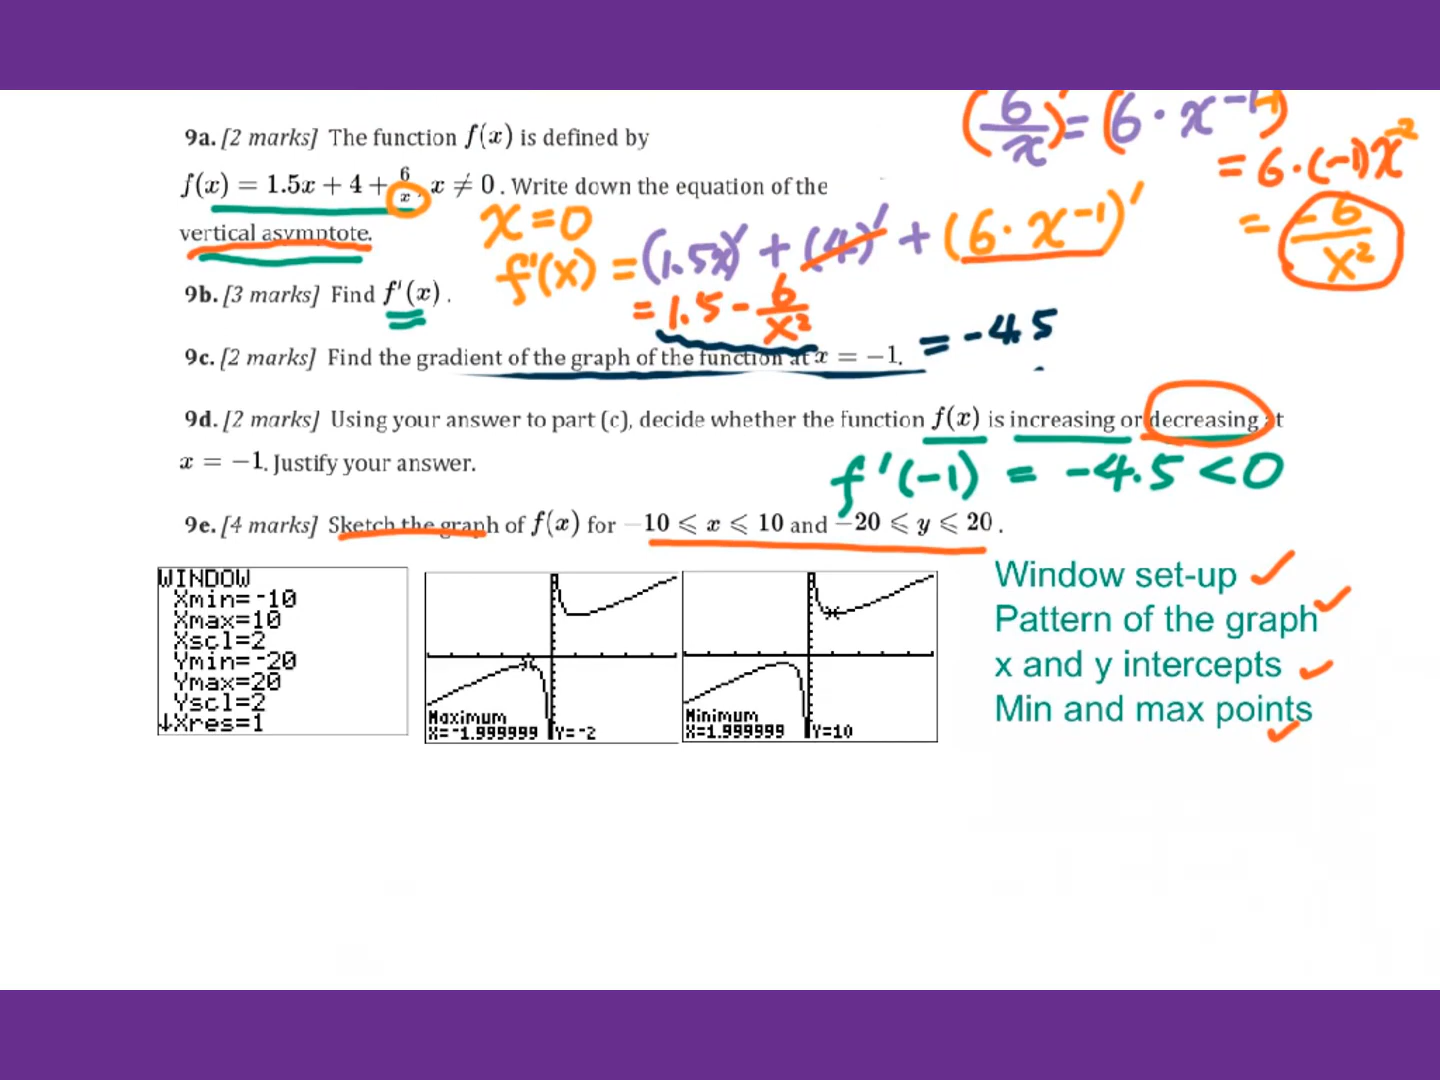 (6/x)' = (6·x⁻¹)'
9a. [2 marks] The function f(x) is defined by
= 6·(-1)x⁻²
f(x) = 1.5x + 4 + 6/x, x ≠ 0. Write down the equation of the
= -6/x²
vertical asymptote.
x = 0
f'(x) = (1.5x)' + (4)' + (6·x⁻¹)'
9b. [3 marks] Find f'(x).
= 1.5 - 6/x²
9c. [2 marks] Find the gradient of the graph of the function at x = −1.
= -4.5
9d. [2 marks] Using your answer to part (c), decide whether the function f(x) is increasing or decreasing at
x = −1. Justify your answer.
f'(-1) = -4.5 < 0
9e. [4 marks] Sketch the graph of f(x) for −10 ⩽ x ⩽ 10 and −20 ⩽ y ⩽ 20.
WINDOW
Xmin=-10
Xmax=10
Xscl=2
Ymin=-20
Ymax=20
Yscl=2
↓Xres=1
Maximum
X=-1.999999 Y=-2
Minimum
X=1.999999 Y=10
Window set-up
Pattern of the graph
x and y intercepts
Min and max points